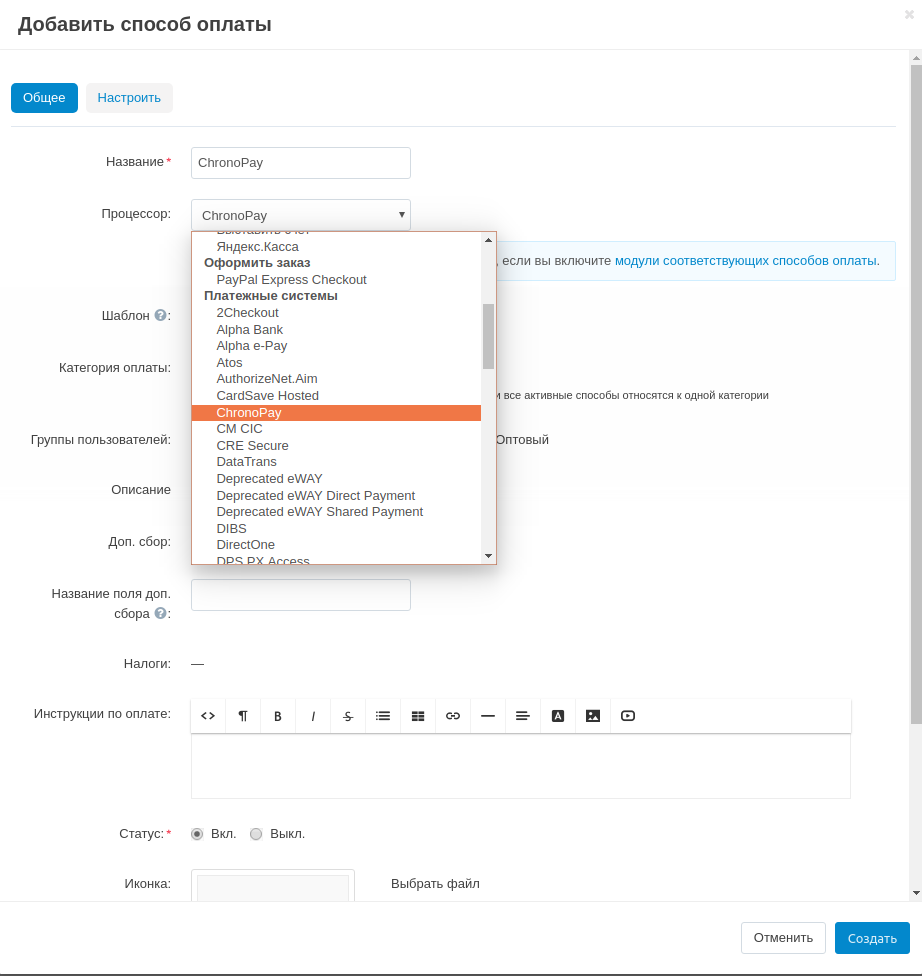 Добавить способ оплаты
Общее
Настроить
Название*
ChronoPay
Процессор:
ChronoPay
Яндекс.Касса
Оформить заказ
, если вы включите модули соответствующих способов оплаты.
PayPal Express Checkout
Платежные системы
2Checkout
Шаблон ?:
Alpha Bank
Alpha e-Pay
Atos
Категория оплаты:
AuthorizeNet.Aim
CardSave Hosted
все активные способы относятся к одной категории
ChronoPay
CM CIC
Группы пользователей:
Оптовый
CRE Secure
DataTrans
Deprecated eWAY
Описание
Deprecated eWAY Direct Payment
Deprecated eWAY Shared Payment
DIBS
Доп. сбор:
DirectOne
DPS PX Access
Название поля доп.
сбора ?:
Налоги:
—
Инструкции по оплате:
Статус:*
Вкл.
Выкл.
Иконка:
Выбрать файл
Отменить
Создать